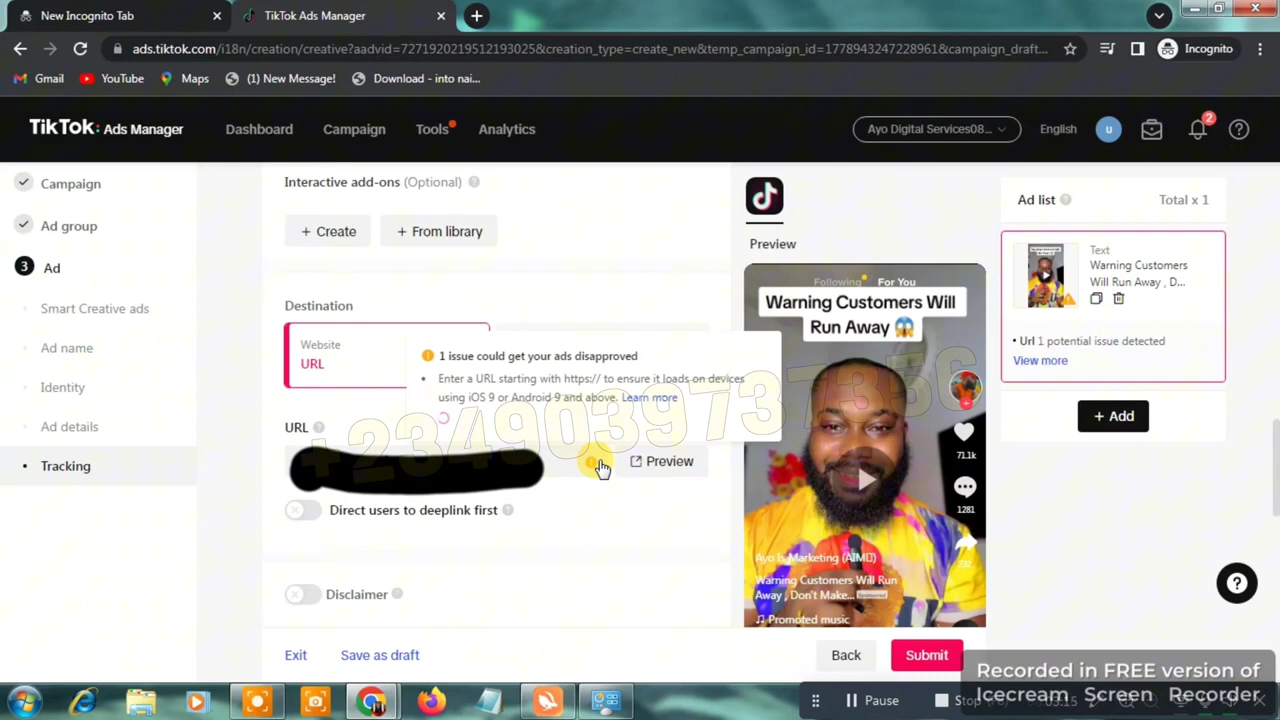 New Incognito Tab
TikTok Ads Manager
ads.tiktok.com/i18n/creation/creative?aadvid=7271920219512193025&creation_type=create_new&temp_campaign_id=1778943247228961&campaign_draft...
Incognito
Gmail
YouTube
Maps
(1) New Message!
Download - into nai...
TikTok: Ads Manager
Dashboard
Campaign
Tools
Analytics
Ayo Digital Services08...
English
u
2
Campaign
Ad group
3 Ad
Smart Creative ads
Ad name
Identity
Ad details
Tracking
Interactive add-ons (Optional)
+ Create
+ From library
Destination
Website
URL
1 issue could get your ads disapproved
• Enter a URL starting with https:// to ensure it loads on devices
using iOS 9 or Android 9 and above. Learn more
URL
+2349039737356
Preview
Direct users to deeplink first
Disclaimer
Exit
Save as draft
Back
Submit
Preview
Following
For You
Warning Customers Will
Run Away 😱
71.1k
1281
232
Ayo Is Marketing (AIM)
Warning Customers Will Run
Away , Don't Make...
Sponsored
Promoted music
Ad list
Total x 1
Text
Warning Customers
Will Run Away , D...
• Url 1 potential issue detected
View more
+ Add
Recorded in FREE version of
Icecream Screen Recorder
Pause